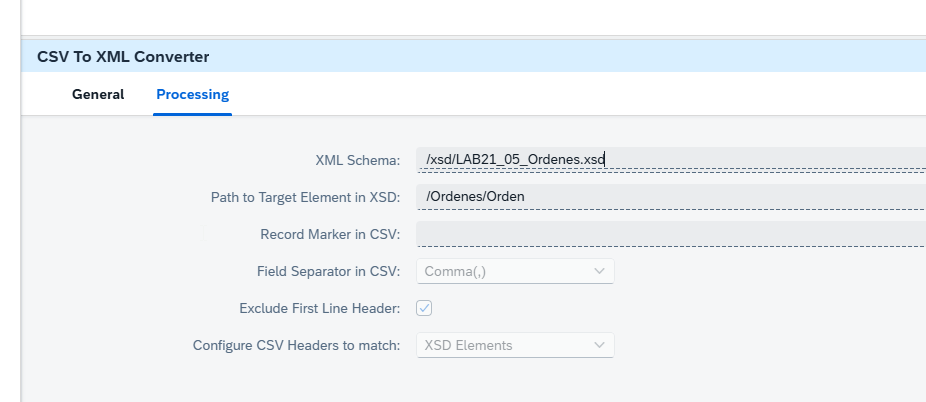 CSV To XML Converter
General Processing
XML Schema: /xsd/LAB21_05_Ordenes.xsd
Path to Target Element in XSD: /Ordenes/Orden
Record Marker in CSV:
Field Separator in CSV: Comma(,)
Exclude First Line Header:
Configure CSV Headers to match: XSD Elements